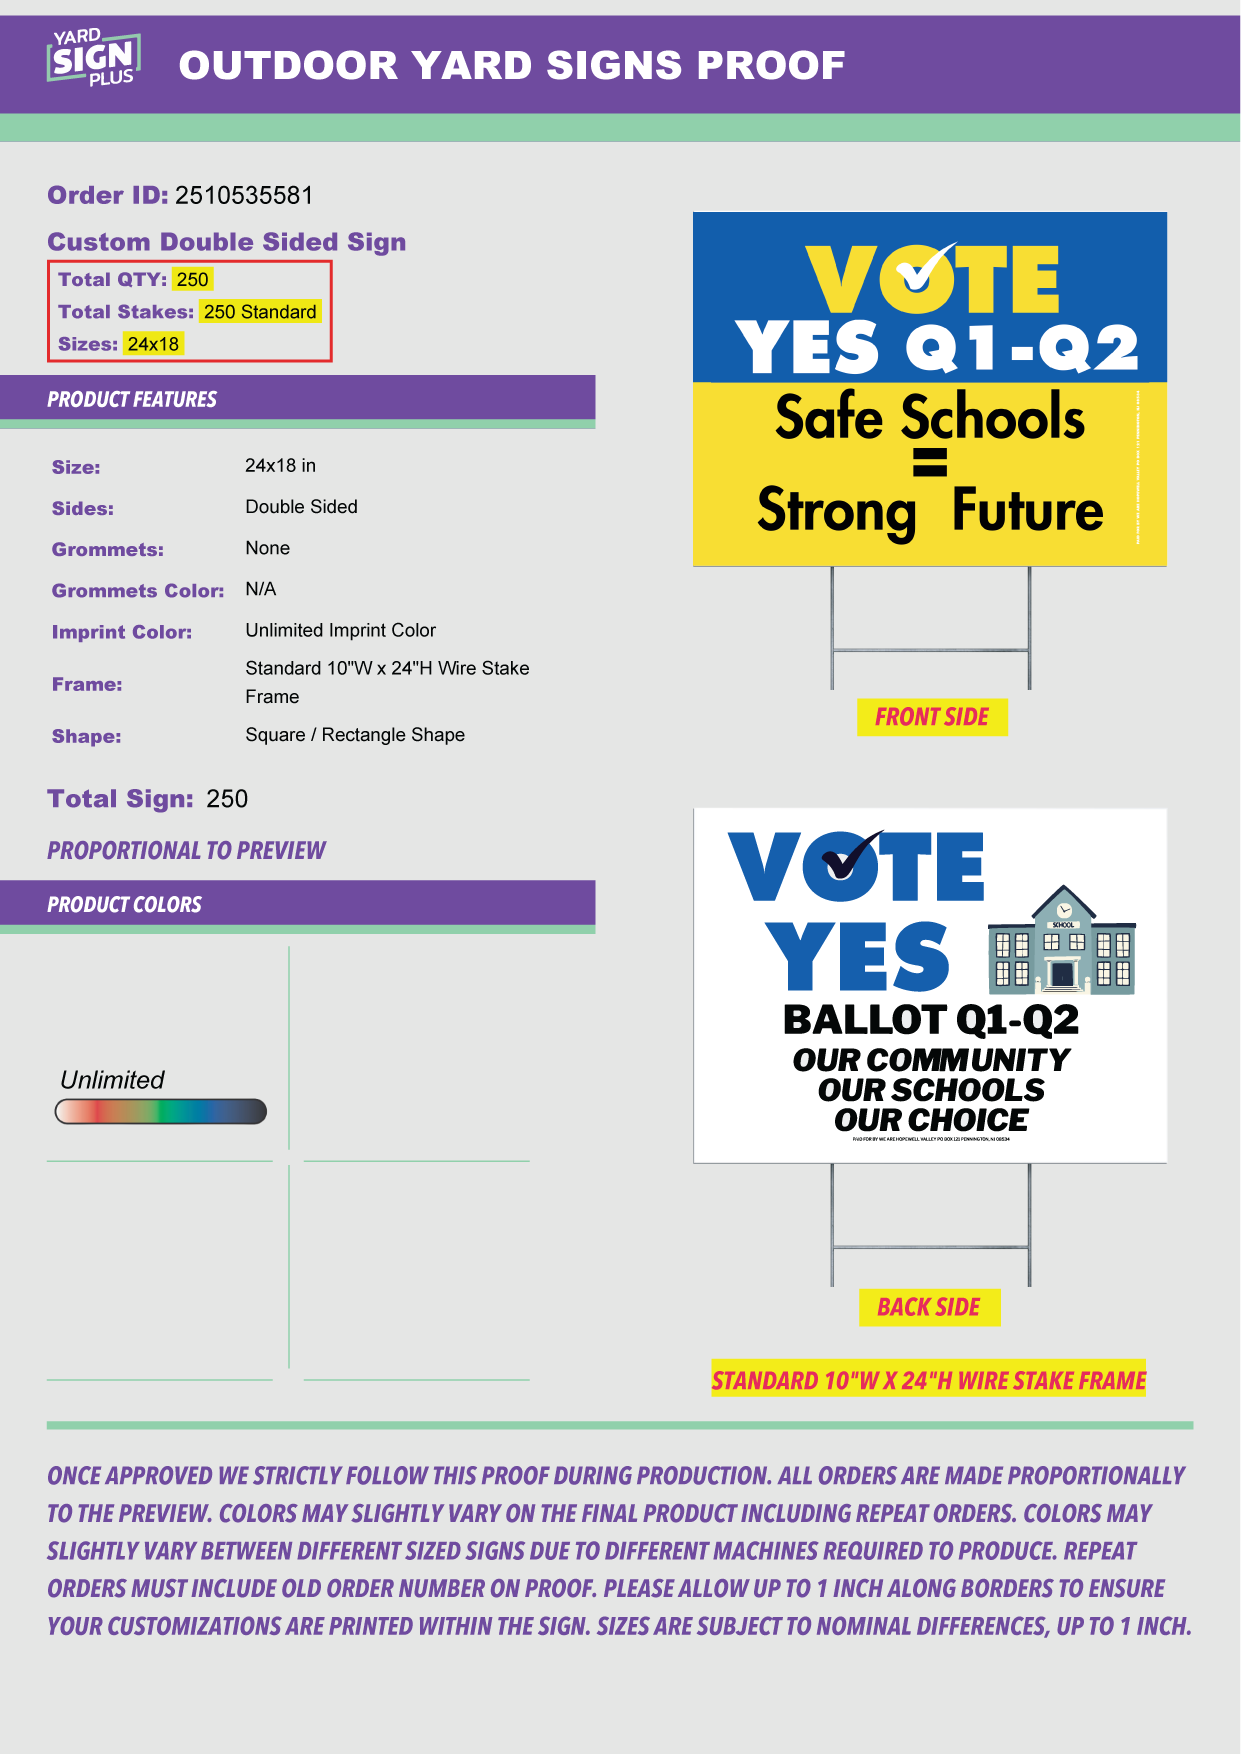 YARD
SIGN
PLUS
OUTDOOR YARD SIGNS PROOF
Order ID: 2510535581
Custom Double Sided Sign
Total QTY: 250
Total Stakes: 250 Standard
Sizes: 24x18
PRODUCT FEATURES
Size: 24x18 in
Sides: Double Sided
Grommets: None
Grommets Color: N/A
Imprint Color: Unlimited Imprint Color
Frame: Standard 10"W x 24"H Wire Stake
Frame
Shape: Square / Rectangle Shape
Total Sign: 250
PROPORTIONAL TO PREVIEW
PRODUCT COLORS
Unlimited
VOTE
YES Q1-Q2
Safe Schools
=
Strong Future
FRONT SIDE
VOTE
YES
SCHOOL
BALLOT Q1-Q2
OUR COMMUNITY
OUR SCHOOLS
OUR CHOICE
PAID FOR BY WE ARE HOPEWELL VALLEY PO BOX 121 PENNINGTON, NJ 08534
BACK SIDE
STANDARD 10"W X 24"H WIRE STAKE FRAME
ONCE APPROVED WE STRICTLY FOLLOW THIS PROOF DURING PRODUCTION. ALL ORDERS ARE MADE PROPORTIONALLY
TO THE PREVIEW. COLORS MAY SLIGHTLY VARY ON THE FINAL PRODUCT INCLUDING REPEAT ORDERS. COLORS MAY
SLIGHTLY VARY BETWEEN DIFFERENT SIZED SIGNS DUE TO DIFFERENT MACHINES REQUIRED TO PRODUCE. REPEAT
ORDERS MUST INCLUDE OLD ORDER NUMBER ON PROOF. PLEASE ALLOW UP TO 1 INCH ALONG BORDERS TO ENSURE
YOUR CUSTOMIZATIONS ARE PRINTED WITHIN THE SIGN. SIZES ARE SUBJECT TO NOMINAL DIFFERENCES, UP TO 1 INCH.